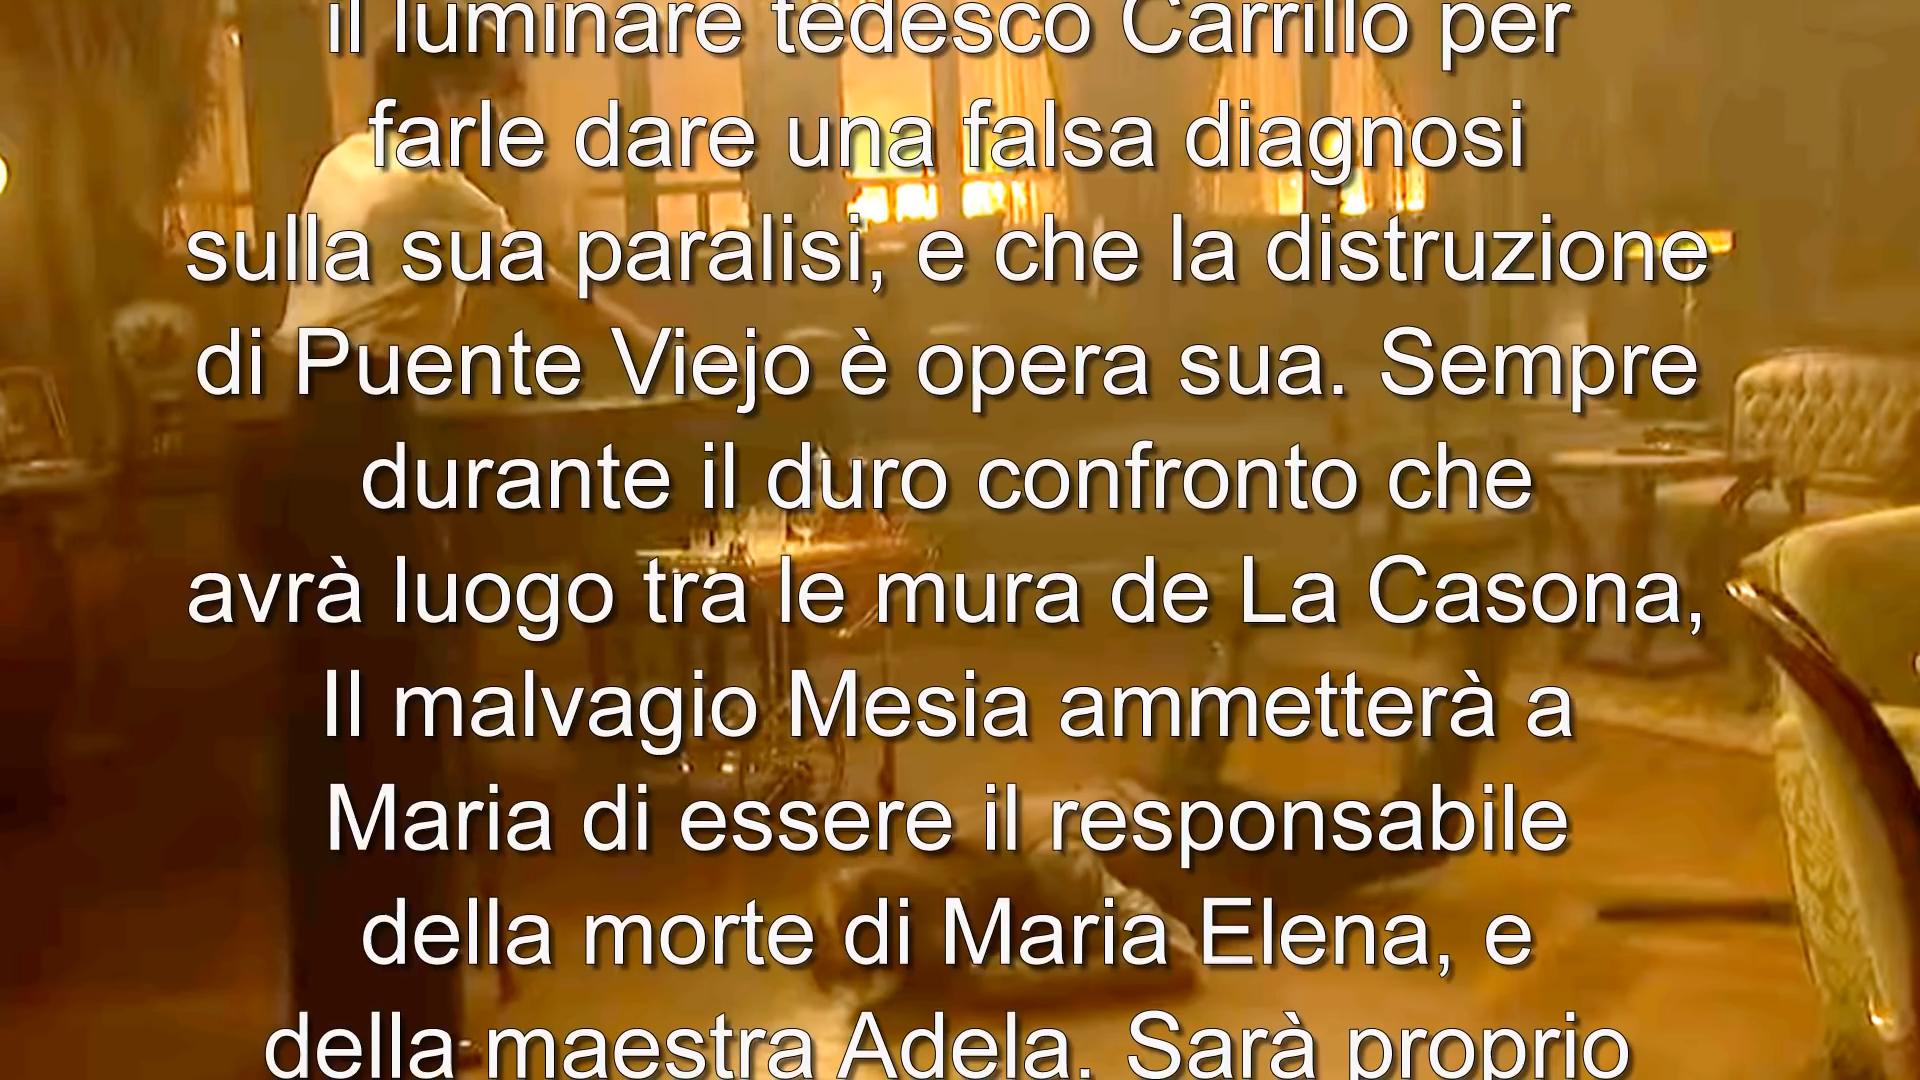 il luminare tedesco Carrillo per
farle dare una falsa diagnosi
sulla sua paralisi, e che la distruzione
di Puente Viejo è opera sua. Sempre
durante il duro confronto che
avrà luogo tra le mura de La Casona,
Il malvagio Mesia ammetterà a
Maria di essere il responsabile
della morte di Maria Elena, e
della maestra Adela. Sarà proprio